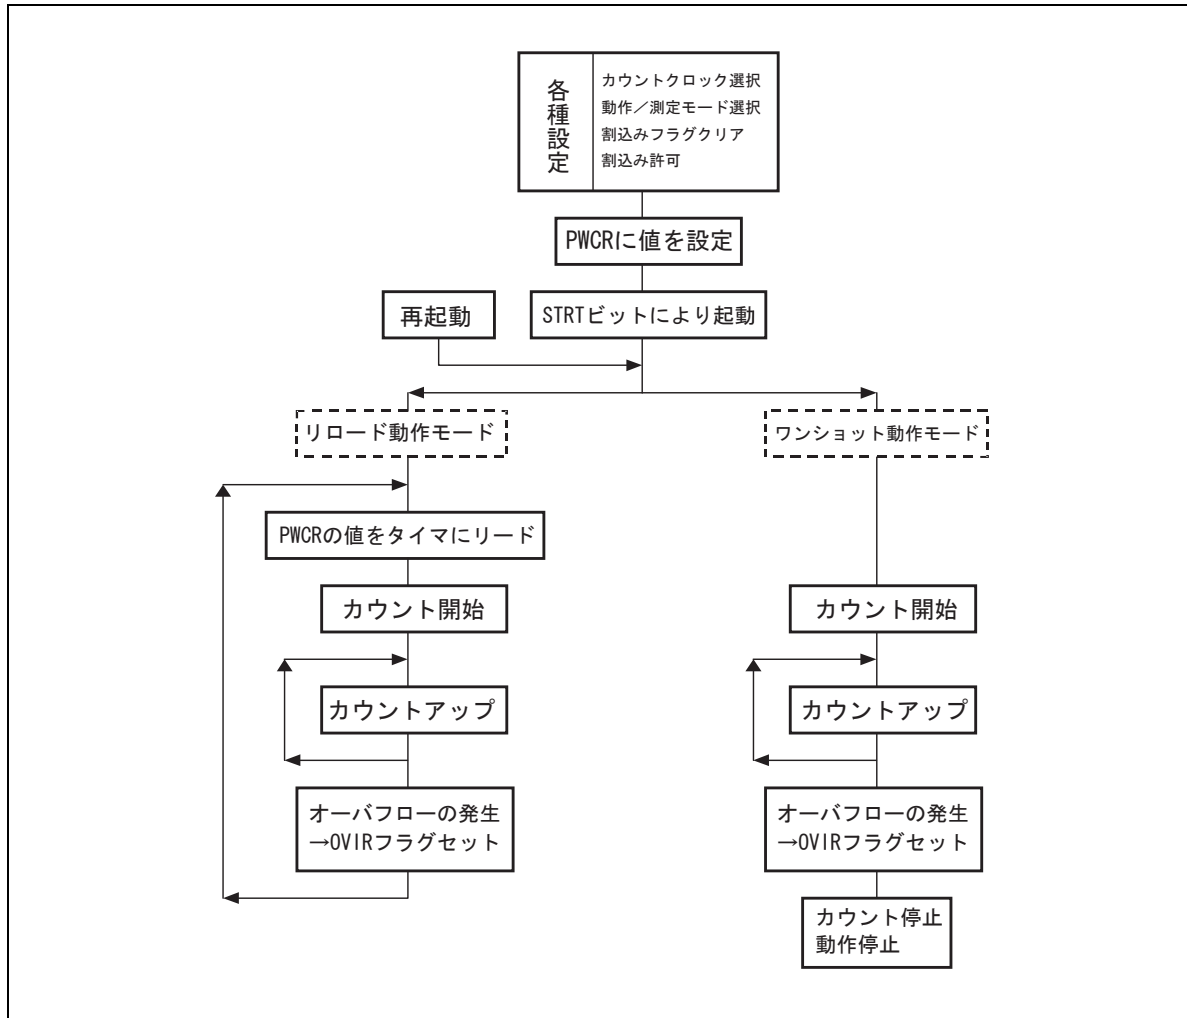 各種設定
カウントクロック選択
動作／測定モード選択
割込みフラグクリア
割込み許可
PWCRに値を設定
再起動
STRTビットにより起動
リロード動作モード
ワンショット動作モード
PWCRの値をタイマにリード
カウント開始
カウント開始
カウントアップ
カウントアップ
オーバフローの発生
→OVIRフラグセット
オーバフローの発生
→OVIRフラグセット
カウント停止
動作停止